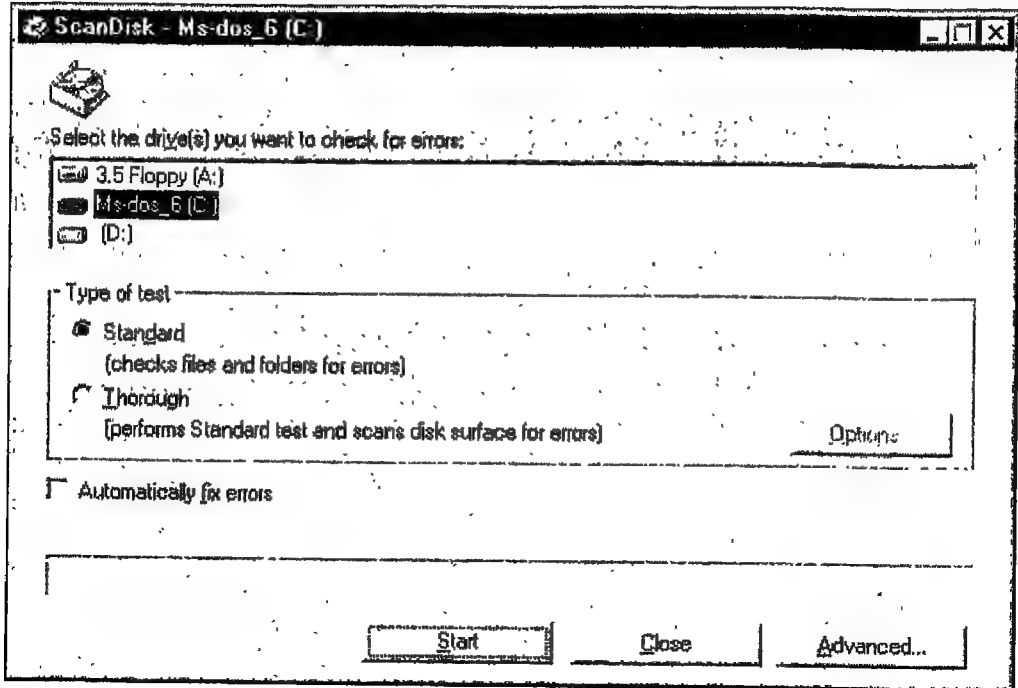 ScanDisk - Ms-dos_6 (C:)
Select the drive(s) you want to check for errors:
3.5 Floppy (A:)
Ms-dos_6 (C:)
(D:)
Type of test
Standard
(checks files and folders for errors)
Thorough
(performs Standard test and scans disk surface for errors)
Options
Automatically fix errors
Start
Close
Advanced...